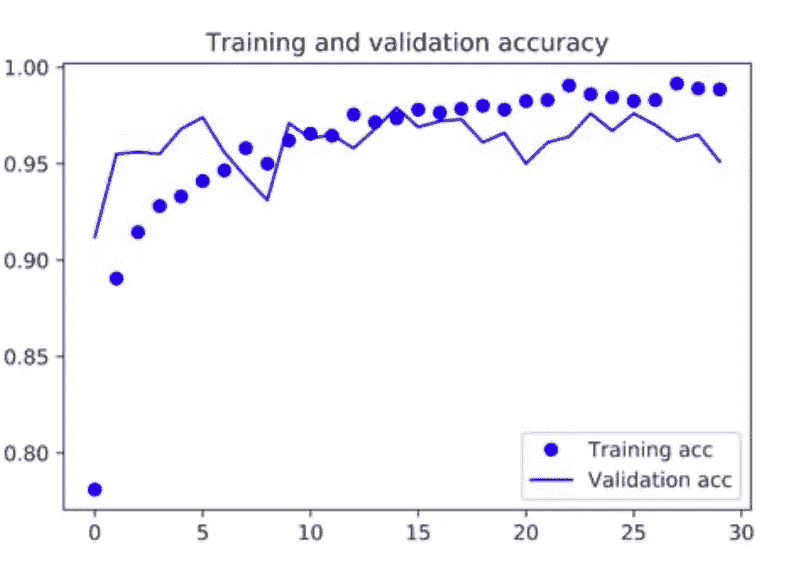 Training and validation accuracy
1.00
0.95
0.90
0.85
0.80
0 5 10 15 20 25 30
Training acc
Validation acc